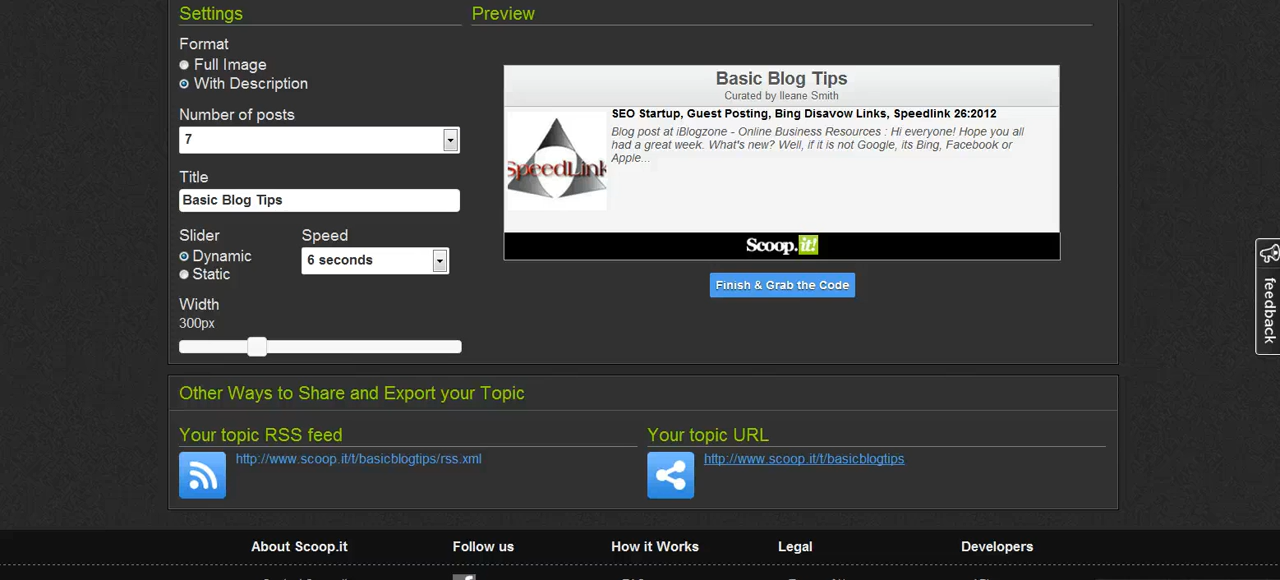 Settings
Preview
Format
Full Image
With Description
Number of posts
7
Title
Basic Blog Tips
Slider
Speed
Dynamic
6 seconds
Static
Width
300px
Basic Blog Tips
Curated by Ileane Smith
SEO Startup, Guest Posting, Bing Disavow Links, Speedlink 26:2012
Blog post at iBlogzone - Online Business Resources : Hi everyone! Hope you all
had a great week. What's new? Well, if it is not Google, its Bing, Facebook or
Apple...
SpeedLink
Scoop.it!
Finish & Grab the Code
feedback
Other Ways to Share and Export your Topic
Your topic RSS feed
http://www.scoop.it/t/basicblogtips/rss.xml
Your topic URL
http://www.scoop.it/t/basicblogtips
About Scoop.it
Follow us
How it Works
Legal
Developers